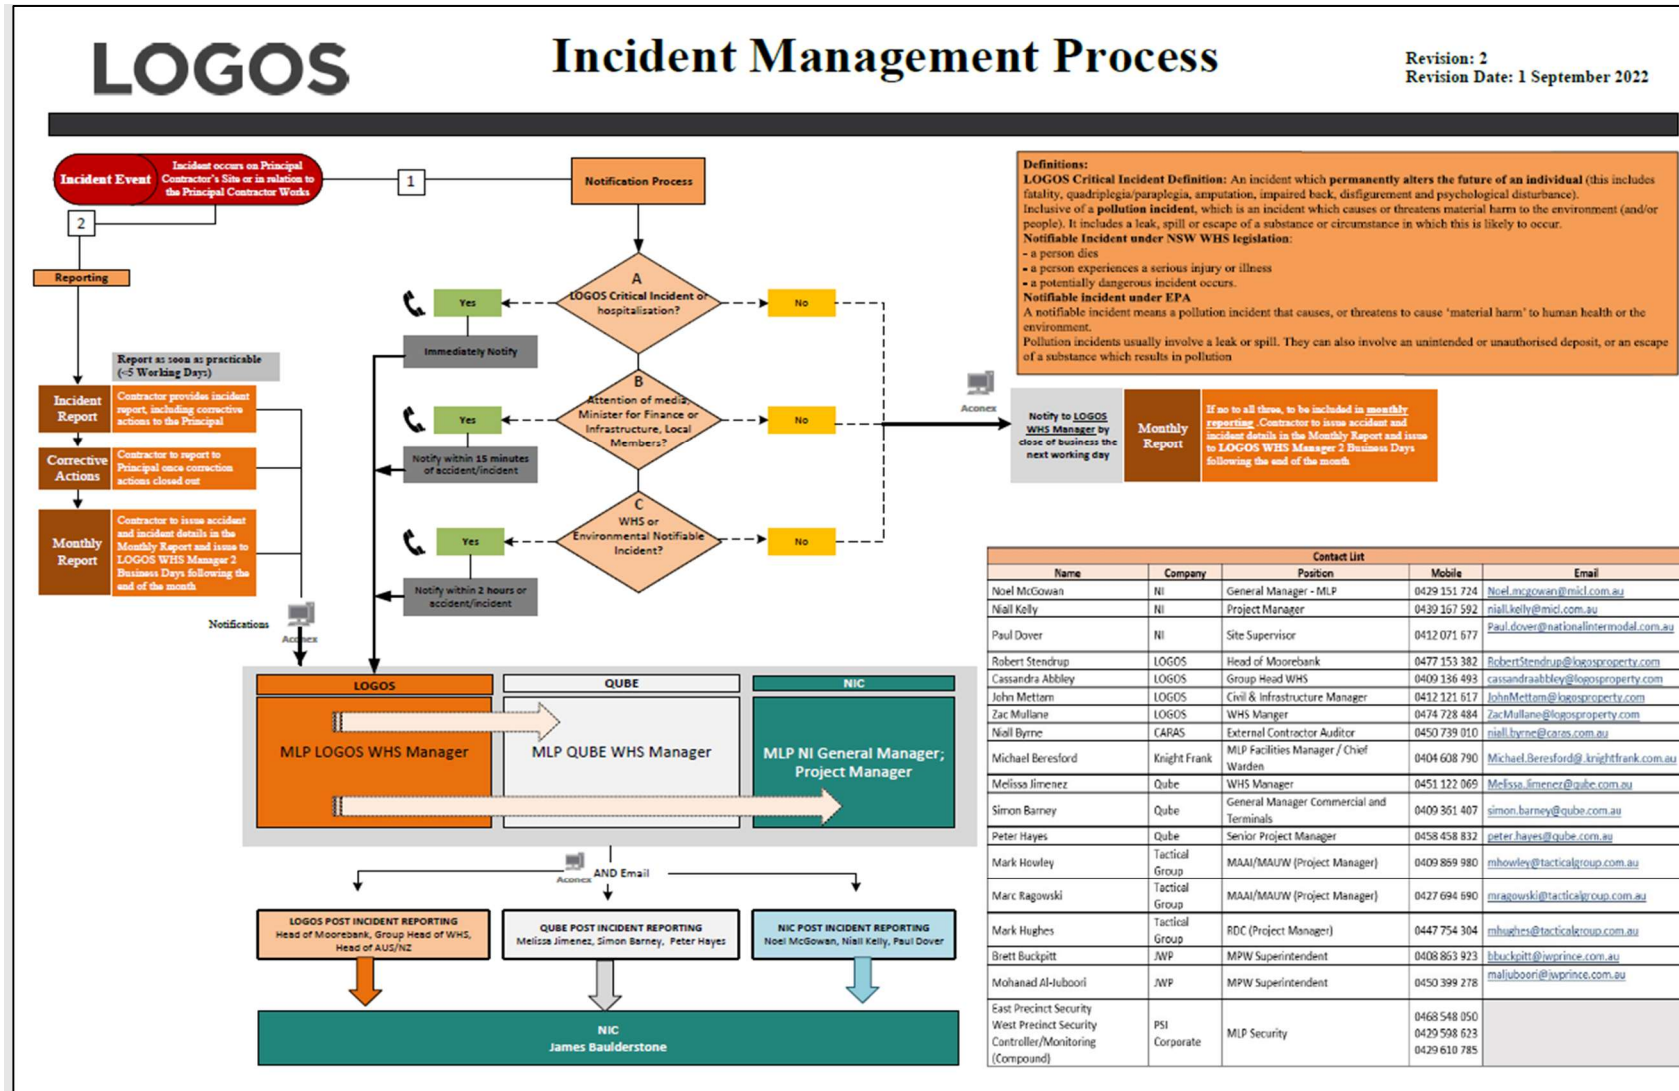 LOGOS
Incident Management Process
Revision: 2
Revision Date: 1 September 2022
Incident Event
Incident occurs on Principal
Contractor's Site or in relation to
the Principal Contractor Works
1
2
Notification Process
Reporting
Report as soon as practicable
(<5 Working Days)
Incident
Report
Contractor provides incident
report, including corrective
actions to the Principal
Corrective
Actions
Contractor to report to
Principal once correction
actions closed out
Monthly
Report
Contractor to issue accident
and incident details in the
Monthly Report and issue to
LOGOS WHS Manager 2
Business Days following the
end of the month
Notifications
Aconex
A
LOGOS Critical Incident or
hospitalisation?
Yes
No
Immediately Notify
B
Attention of media,
Minister for Finance or
Infrastructure, Local
Members?
Yes
No
Notify within 15 minutes
of accident/incident
C
WHS or
Environmental Notifiable
Incident?
Yes
No
Notify within 2 hours or
accident/incident
Definitions:
LOGOS Critical Incident Definition: An incident which permanently alters the future of an individual (this includes
fatality, quadriplegia/paraplegia, amputation, impaired back, disfigurement and psychological disturbance).
Inclusive of a pollution incident, which is an incident which causes or threatens material harm to the environment (and/or
people). It includes a leak, spill or escape of a substance or circumstance in which this is likely to occur.
Notifiable Incident under NSW WHS legislation:
- a person dies
- a person experiences a serious injury or illness
- a potentially dangerous incident occurs.
Notifiable incident under EPA
A notifiable incident means a pollution incident that causes, or threatens to cause 'material harm' to human health or the
environment.
Pollution incidents usually involve a leak or spill. They can also involve an unintended or unauthorised deposit, or an escape
of a substance which results in pollution
Aconex
Notify to LOGOS
WHS Manager by
close of business the
next working day
Monthly
Report
If no to all three, to be included in monthly
reporting .Contractor to issue accident and
incident details in the Monthly Report and issue
to LOGOS WHS Manager 2 Business Days
following the end of the month
LOGOS
QUBE
NIC
MLP LOGOS WHS Manager
MLP QUBE WHS Manager
MLP NI General Manager;
Project Manager
Aconex
AND Email
LOGOS POST INCIDENT REPORTING
Head of Moorebank, Group Head of WHS,
Head of AUS/NZ
QUBE POST INCIDENT REPORTING
Melissa Jimenez, Simon Barney, Peter Hayes
NIC POST INCIDENT REPORTING
Noel McGowan, Niall Kelly, Paul Dover
NIC
James Baulderstone
Contact List
Name Company Position Mobile Email
Noel McGowan NI General Manager - MLP 0429 151 724 Noel.mcgowan@micl.com.au
Niall Kelly NI Project Manager 0439 167 592 niall.kelly@micl.com.au
Paul Dover NI Site Supervisor 0412 071 677 Paul.dover@nationalintermodal.com.au
Robert Stendrup LOGOS Head of Moorebank 0477 153 382 RobertStendrup@logosproperty.com
Cassandra Abbley LOGOS Group Head WHS 0409 136 493 cassandraabbley@logosproperty.com
John Mettam LOGOS Civil & Infrastructure Manager 0412 121 617 JohnMettam@logosproperty.com
Zac Mullane LOGOS WHS Manger 0474 728 484 ZacMullane@logosproperty.com
Niall Byrne CARAS External Contractor Auditor 0450 739 010 niall.byrne@caras.com.au
Michael Beresford Knight Frank MLP Facilities Manager / Chief
Warden 0404 608 790 Michael.Beresford@.knightfrank.com.au
Melissa Jimenez Qube WHS Manager 0451 122 069 Melissa.Jimenez@qube.com.au
Simon Barney Qube General Manager Commercial and
Terminals 0409 361 407 simon.barney@qube.com.au
Peter Hayes Qube Senior Project Manager 0458 458 832 peter.hayes@qube.com.au
Mark Howley Tactical
Group MAAI/MAUW (Project Manager) 0409 869 980 mhowley@tacticalgroup.com.au
Marc Ragowski Tactical
Group MAAI/MAUW (Project Manager) 0427 694 690 mragowski@tacticalgroup.com.au
Mark Hughes Tactical
Group RDC (Project Manager) 0447 754 304 mhughes@tacticalgroup.com.au
Brett Buckpitt JWP MPW Superintendent 0408 863 923 bbuckpitt@jwprince.com.au
Mohanad Al-Juboori JWP MPW Superintendent 0450 399 278 maljuboori@jwprince.com.au
East Precinct Security
West Precinct Security
Controller/Monitoring
(Compound)
PSI
Corporate
MLP Security
0468 548 050
0429 598 623
0429 610 785